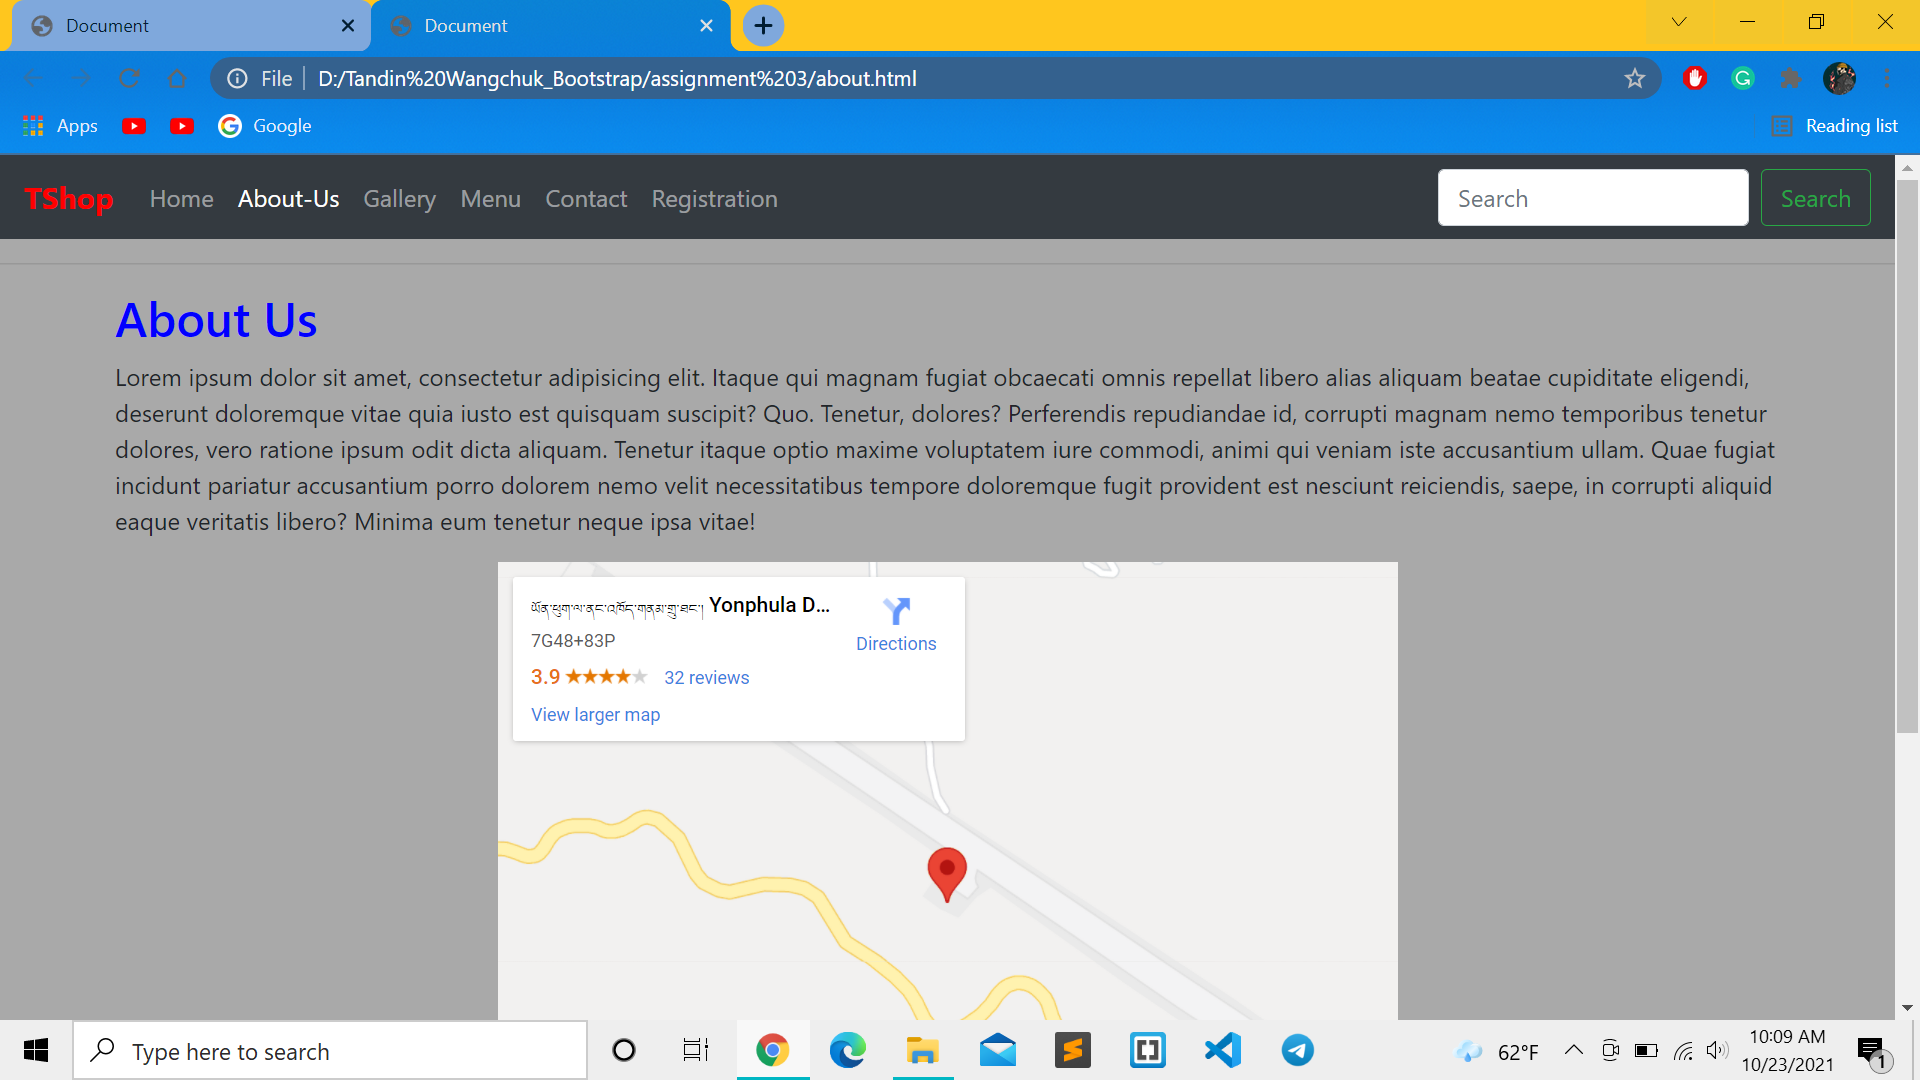 Document
Document
File
D:/Tandin%20Wangchuk_Bootstrap/assignment%203/about.html
Apps
Google
Reading list
TShop Home About-Us Gallery Menu Contact Registration
Search
Search
About Us
Lorem ipsum dolor sit amet, consectetur adipisicing elit. Itaque qui magnam fugiat obcaecati omnis repellat libero alias aliquam beatae cupiditate eligendi,
deserunt doloremque vitae quia iusto est quisquam suscipit? Quo. Tenetur, dolores? Perferendis repudiandae id, corrupti magnam nemo temporibus tenetur
dolores, vero ratione ipsum odit dicta aliquam. Tenetur itaque optio maxime voluptatem iure commodi, animi qui veniam iste accusantium ullam. Quae fugiat
incidunt pariatur accusantium porro dolorem nemo velit necessitatibus tempore doloremque fugit provident est nesciunt reiciendis, saepe, in corrupti aliquid
eaque veritatis libero? Minima eum tenetur neque ipsa vitae!
ཡོན་ཕུག་ལ་ནང་འཁོད་གནམ་གྲུ་ཐང་། Yonphula D...
7G48+83P
Directions
3.9 32 reviews
View larger map
Type here to search
62°F
10:09 AM
10/23/2021
1